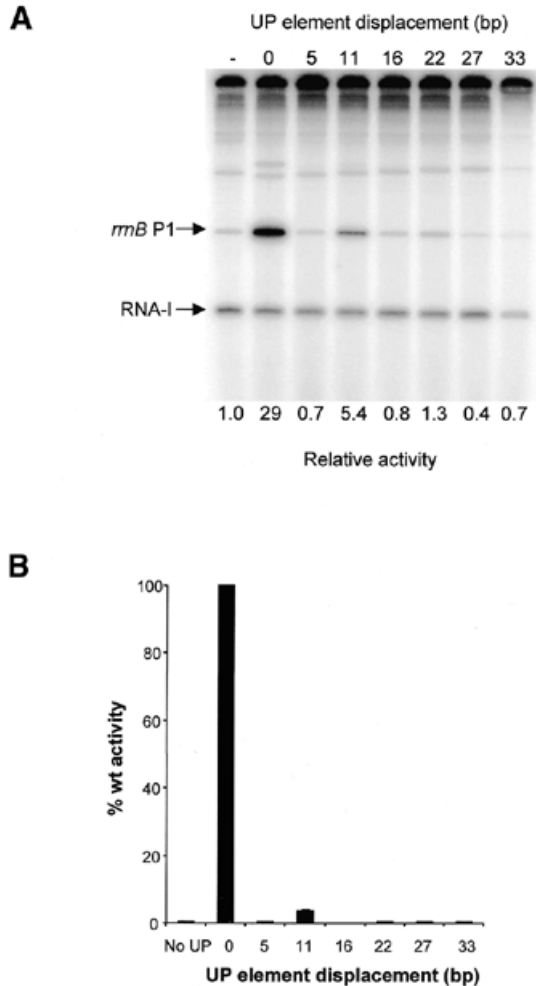 A
UP element displacement (bp)
- 0 5 11 16 22 27 33
rrnB P1
RNA-I
1.0 29 0.7 5.4 0.8 1.3 0.4 0.7
Relative activity
B
100
80
60
40
20
0
% wt activity
No UP 0 5 11 16 22 27 33
UP element displacement (bp)